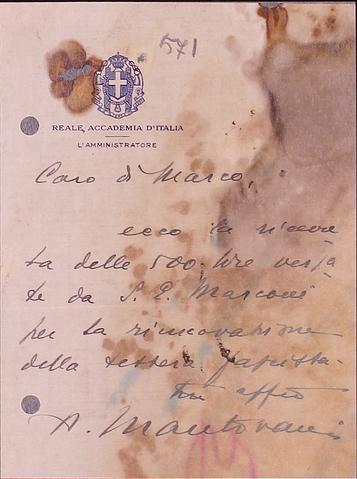 571
REALE ACCADEMIA D'ITALIA
L'AMMINISTRATORE
Caro di Marco,
ecco la ricevu
ta delle 500 lire versa
te da S. E. Marconi
per la rinnovazione
della tessera fascista.
tuo affmo
A. Mantovani